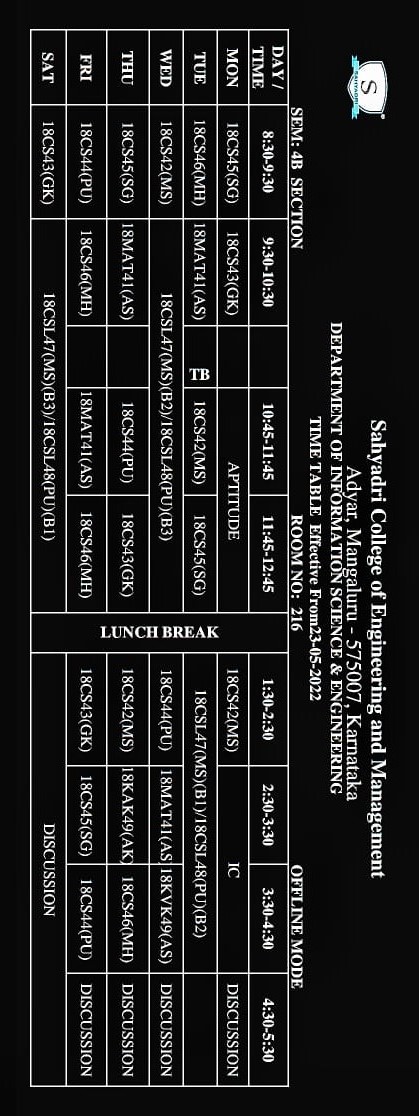 S
SAHYADRI
Sahyadri College of Engineering and Management
Adyar, Mangaluru - 575007, Karnataka
DEPARTMENT OF INFORMATION SCIENCE & ENGINEERING
TIME TABLE Effective From23-05-2022
SEM: 4B SECTION ROOM NO: 216 OFFLINE MODE
DAY / TIME 8:30-9:30 9:30-10:30 10:45-11:45 11:45-12:45 1:30-2:30 2:30-3:30 3:30-4:30 4:30-5:30
MON 18CS45(SG) 18CS43(GK) APTITUDE 18CS42(MS) IC DISCUSSION
TUE 18CS46(MH) 18MAT41(AS) TB 18CS42(MS) 18CS45(SG) 18CSL47(MS)(B1)/18CSL48(PU)(B2)
WED 18CS42(MS) 18CSL47(MS)(B2)/18CSL48(PU)(B3) 18CS44(PU) 18MAT41(AS) 18KVK49(AS) DISCUSSION
THU 18CS45(SG) 18MAT41(AS) 18CS44(PU) 18CS43(GK) 18CS42(MS) 18KAK49(AK) 18CS46(MH) DISCUSSION
FRI 18CS44(PU) 18CS46(MH) 18MAT41(AS) 18CS46(MH) 18CS43(GK) 18CS45(SG) 18CS44(PU) DISCUSSION
SAT 18CS43(GK) 18CSL47(MS)(B3)/18CSL48(PU)(B1) DISCUSSION
LUNCH BREAK